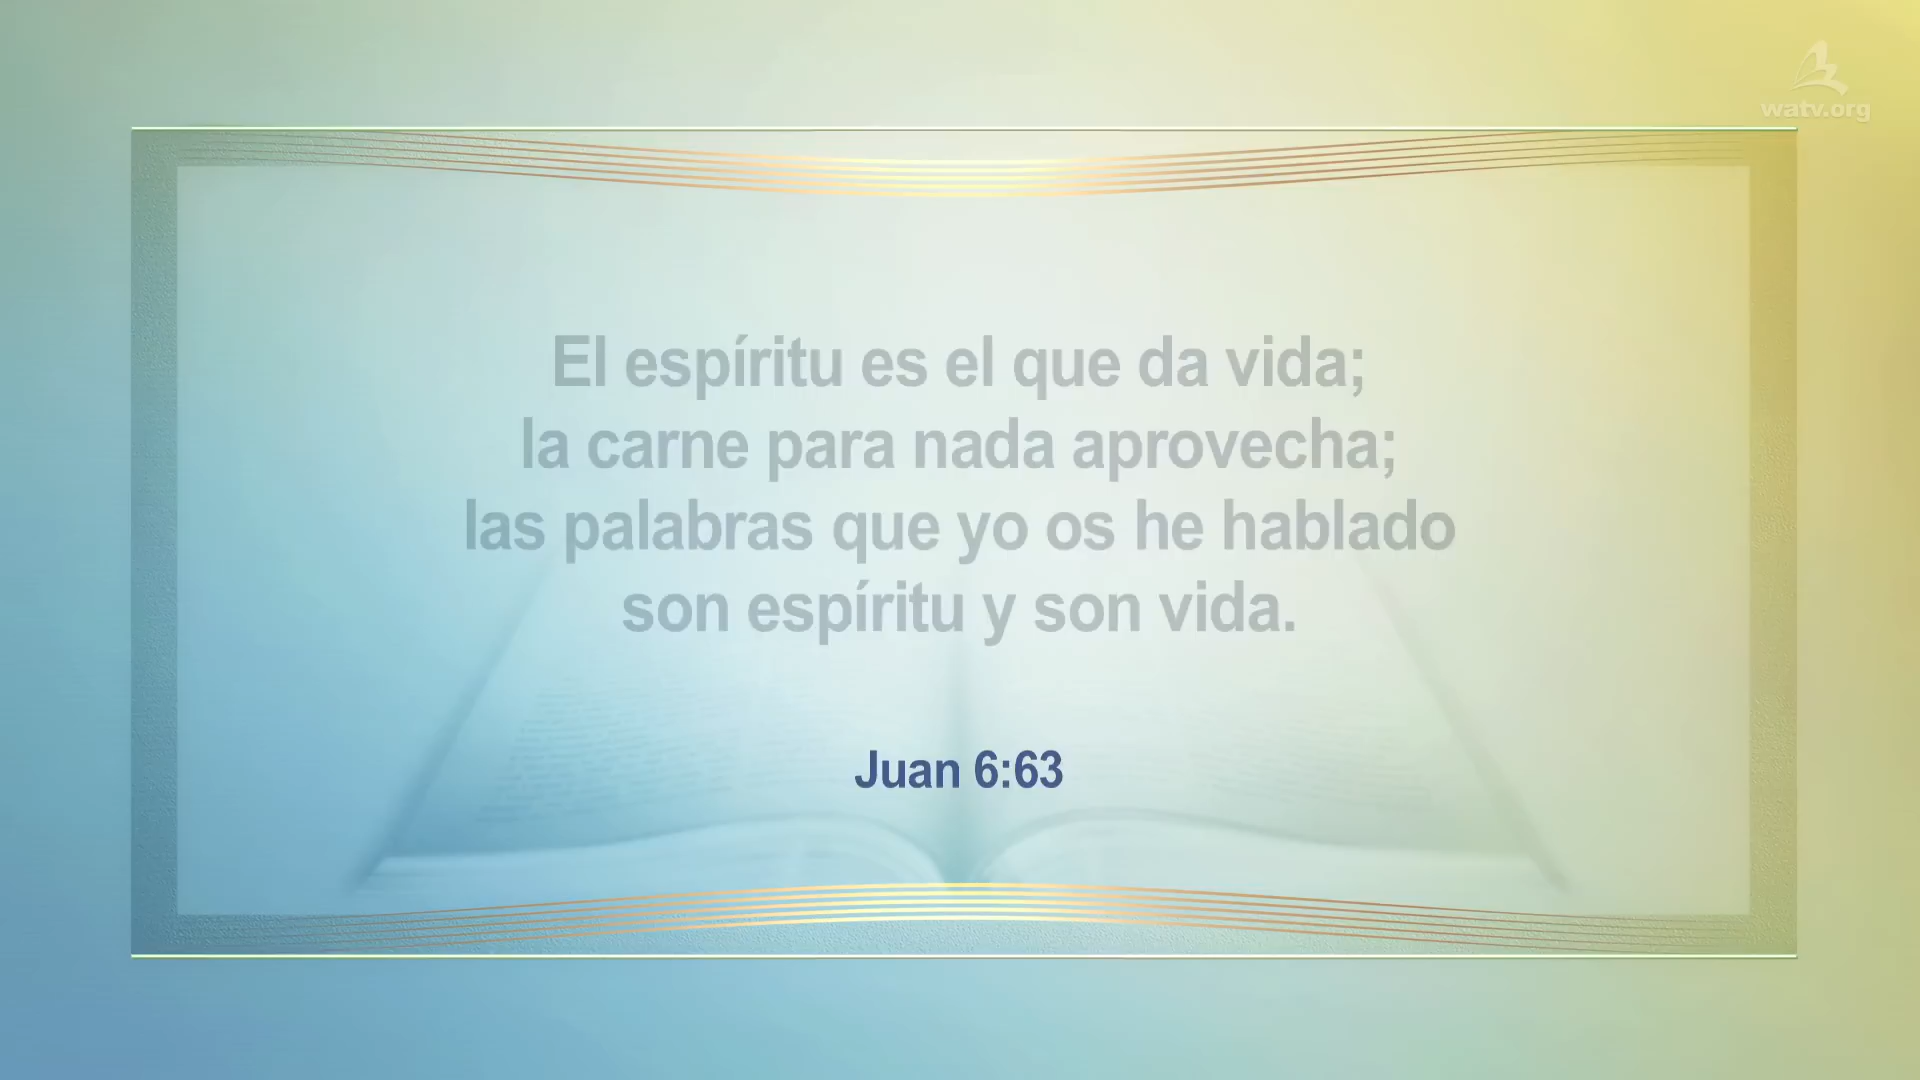 watv.org
El espíritu es el que da vida;
la carne para nada aprovecha;
las palabras que yo os he hablado
son espíritu y son vida.
Juan 6:63